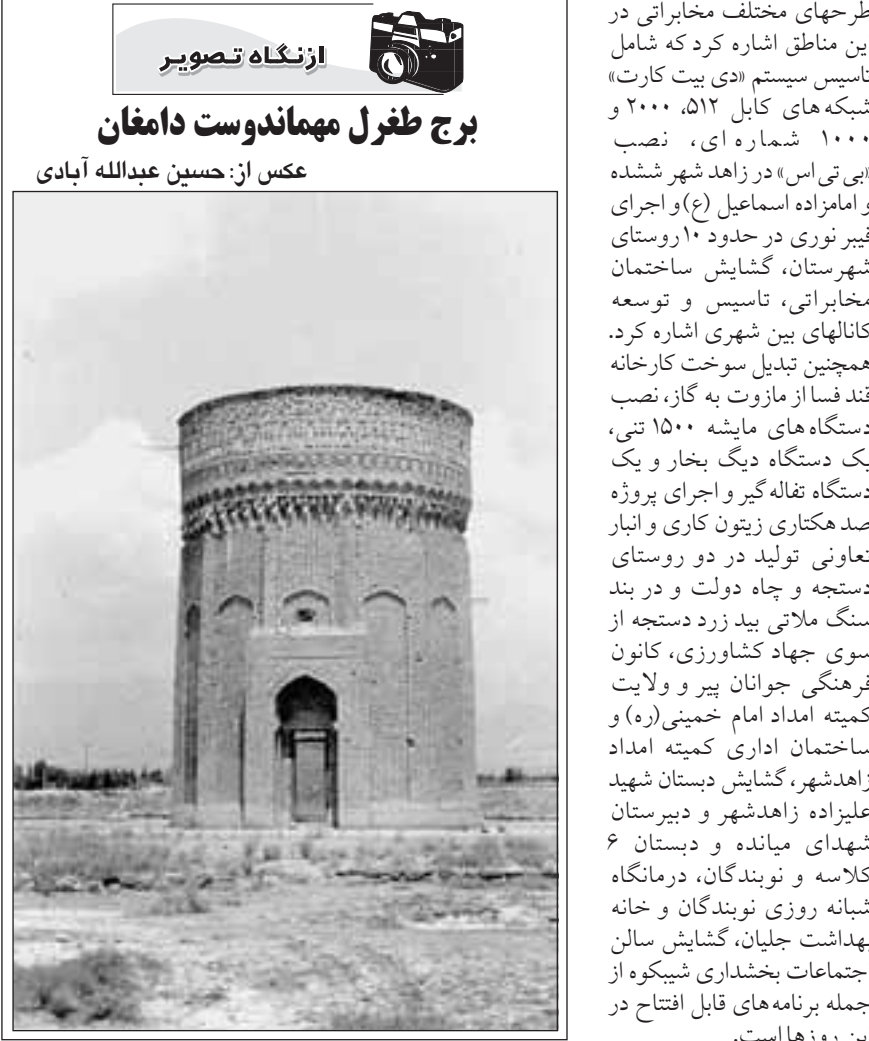 ازنگاه تصویر
برج طغرل مهماندوست دامغان
عکس از: حسین عبدالله آبادی
طرحهای مختلف مخابراتی در
این مناطق اشاره کرد که شامل
تاسیس سیستم «دی بیت کارت»
شبکه های کابل ۵۱۲، ۲۰۰۰ و
۱۰۰۰ شماره ای، نصب
«بی تی اس» در زاهد شهر ششده
و امامزاده اسماعیل (ع) و اجرای
فیبر نوری در حدود ۱۰ روستای
شهرستان، گشایش ساختمان
مخابراتی، تاسیس و توسعه
کانالهای بین شهری اشاره کرد.
همچنین تبدیل سوخت کارخانه
قند فسا از مازوت به گاز، نصب
دستگاه های مایشه ۱۵۰۰ تنی،
یک دستگاه دیگ بخار و یک
دستگاه تفاله گیر و اجرای پروژه
صد هکتاری زیتون کاری و انبار
تعاونی تولید در دو روستای
دستجه و چاه دولت و در بند
سنگ ملاتی بید زرد دستجه از
سوی جهاد کشاورزی، کانون
فرهنگی جوانان پیر و ولایت
کمیته امداد امام خمینی(ره) و
ساختمان اداری کمیته امداد
زاهدشهر، گشایش دبستان شهید
علیزاده زاهدشهر و دبیرستان
شهدای میانده و دبستان ۶
کلاسه و نوبندگان، درمانگاه
شبانه روزی نوبندگان و خانه
بهداشت جلیان، گشایش سالن
اجتماعات بخشداری شیبکوه از
جمله برنامه های قابل افتتاح در
این روزها است.